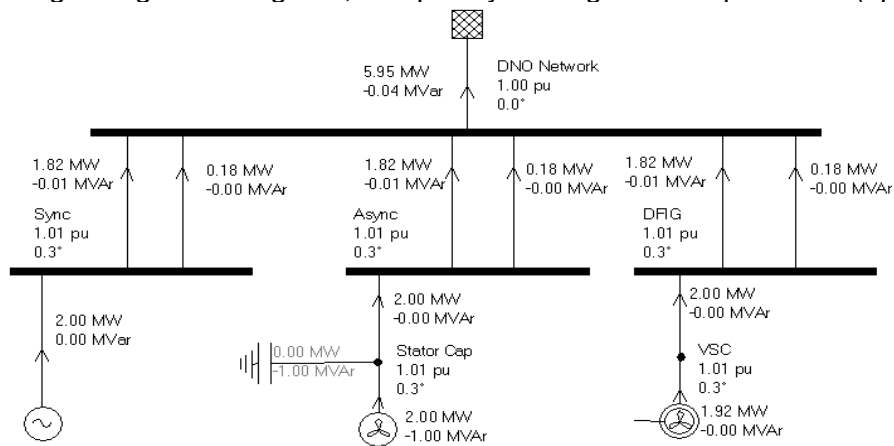 5.95 MW
-0.04 MVar
DNO Network
1.00 pu
0.0°
1.82 MW
-0.01 MVAr
0.18 MW
-0.00 MVAr
1.82 MW
-0.01 MVAr
0.18 MW
-0.00 MVAr
1.82 MW
-0.01 MVAr
0.18 MW
-0.00 MVAr
Sync
1.01 pu
0.3°
Async
1.01 pu
0.3°
DFIG
1.01 pu
0.3°
2.00 MW
0.00 MVar
2.00 MW
-0.00 MVAr
2.00 MW
-0.00 MVAr
0.00 MW
-1.00 MVAr
Stator Cap
1.01 pu
0.3°
VSC
1.01 pu
0.3°
2.00 MW
-1.00 MVAr
1.92 MW
-0.00 MVAr